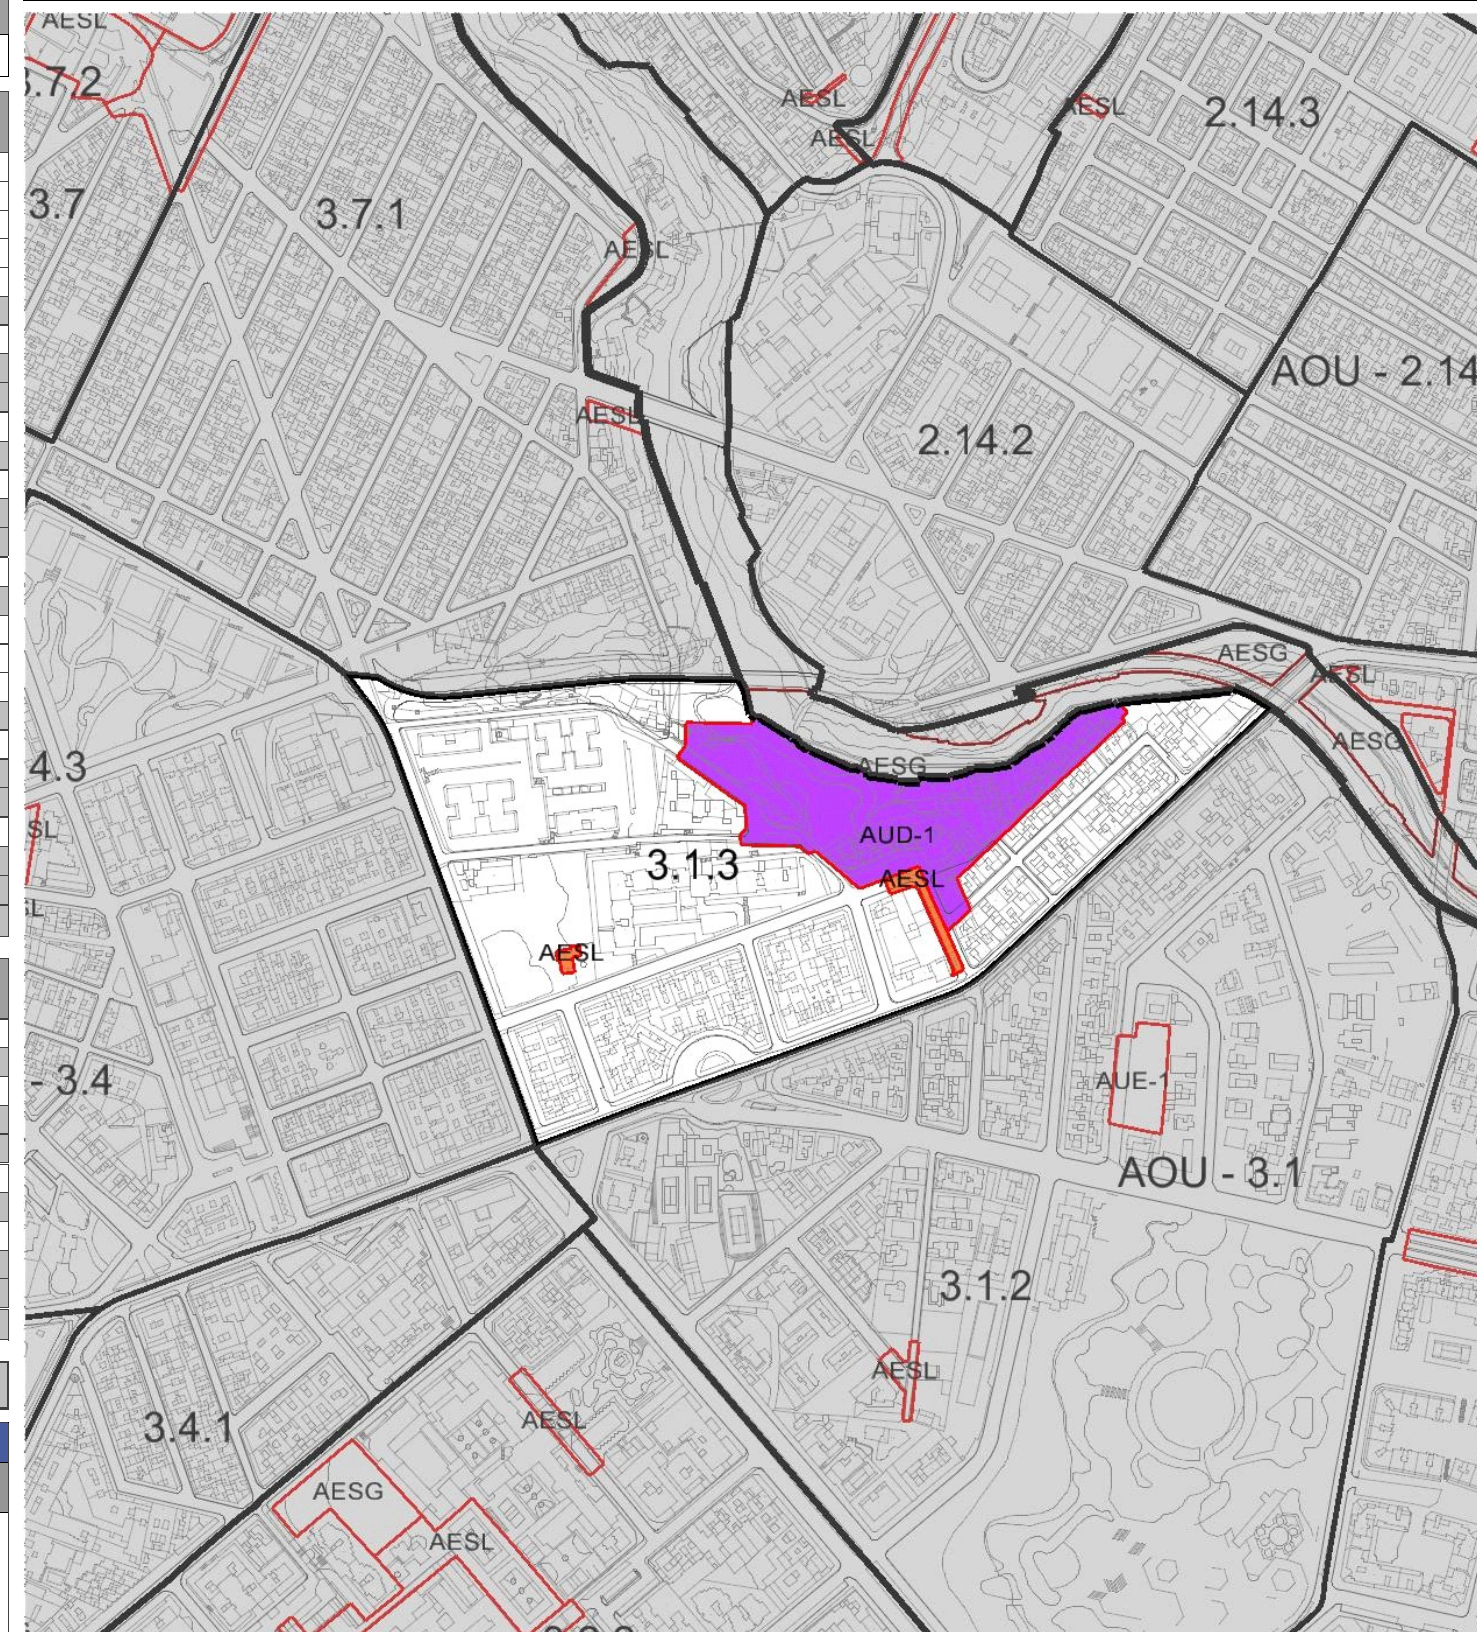 AESL
3.7.2
AESL
AESL
2.14.3
AESL
3.7
3.7.1
AESL
AOU - 2.14
AESL
2.14.2
AESG
AESL
AESG
4.3
AESG
SL
AUD-1
3.1.3
AESL
AESL
- 3.4
AUE-1
AOU - 3.1
3.1.2
AESL
3.4.1
AESL
AESG
AESL